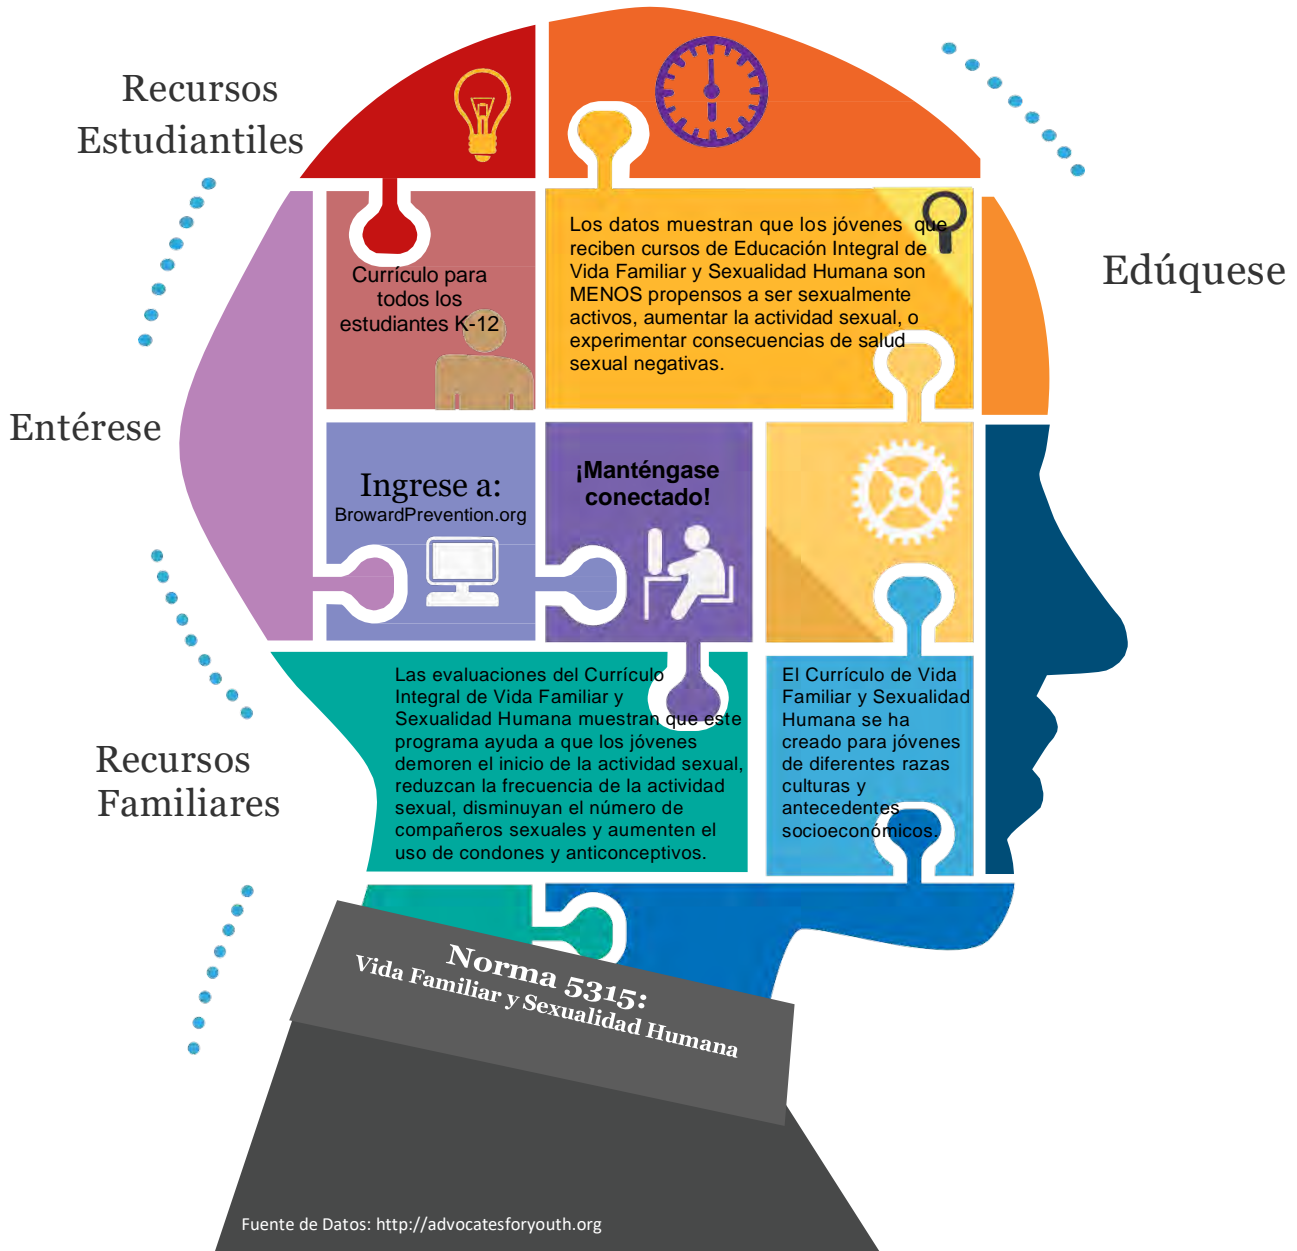 Recursos
Estudiantiles
Edúquese
Entérese
Recursos
Familiares
Currículo para
todos los
estudiantes K-12
Los datos muestran que los jóvenes que
reciben cursos de Educación Integral de
Vida Familiar y Sexualidad Humana son
MENOS propensos a ser sexualmente
activos, aumentar la actividad sexual, o
experimentar consecuencias de salud
sexual negativas.
Ingrese a:
BrowardPrevention.org
¡Manténgase
conectado!
Las evaluaciones del Currículo
Integral de Vida Familiar y
Sexualidad Humana muestran que este
programa ayuda a que los jóvenes
demoren el inicio de la actividad sexual,
reduzcan la frecuencia de la actividad
sexual, disminuyan el número de
compañeros sexuales y aumenten el
uso de condones y anticonceptivos.
El Currículo de Vida
Familiar y Sexualidad
Humana se ha
creado para jóvenes
de diferentes razas
culturas y
antecedentes
socioeconómicos.
Norma 5315:
Vida Familiar y Sexualidad Humana
Fuente de Datos: http://advocatesforyouth.org